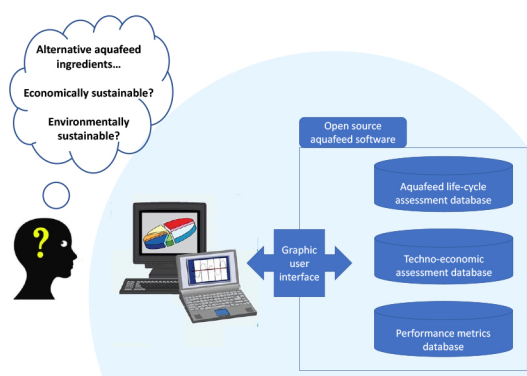 Alternative aquafeed
ingredients…
Economically sustainable?
Environmentally
sustainable?
?
Open source
aquafeed software
Aquafeed life-cycle
assessment database
Graphic
user
interface
Techno-economic
assessment database
Performance metrics
database